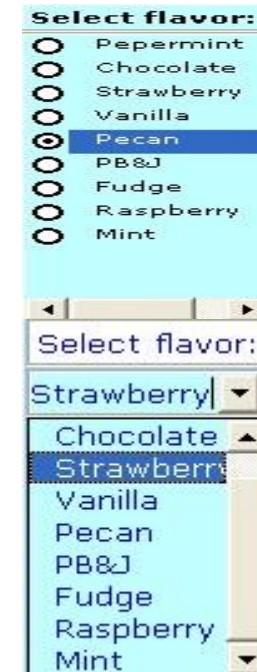 Select flavor:
Pepermint
Chocolate
Strawberry
Vanilla
Pecan
PB&J
Fudge
Raspberry
Mint
Select flavor:
Strawberry
Chocolate
Strawberry
Vanilla
Pecan
PB&J
Fudge
Raspberry
Mint